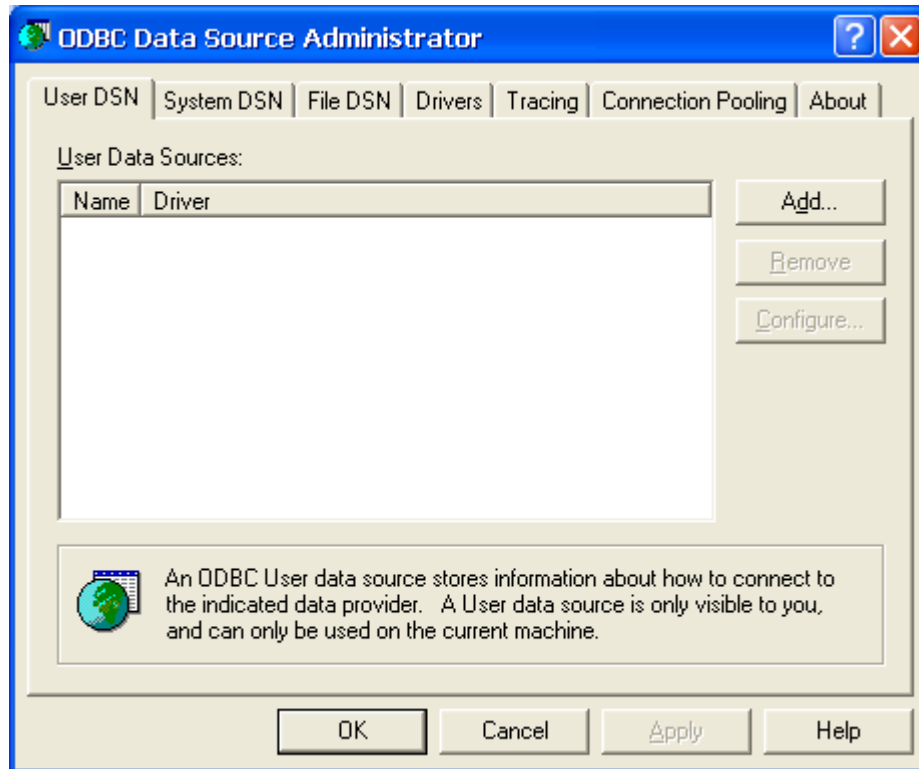 ODBC Data Source Administrator
User DSN System DSN File DSN Drivers Tracing Connection Pooling About
User Data Sources:
Name Driver
Add...
Remove
Configure...
An ODBC User data source stores information about how to connect to
the indicated data provider. A User data source is only visible to you,
and can only be used on the current machine.
OK Cancel Apply Help